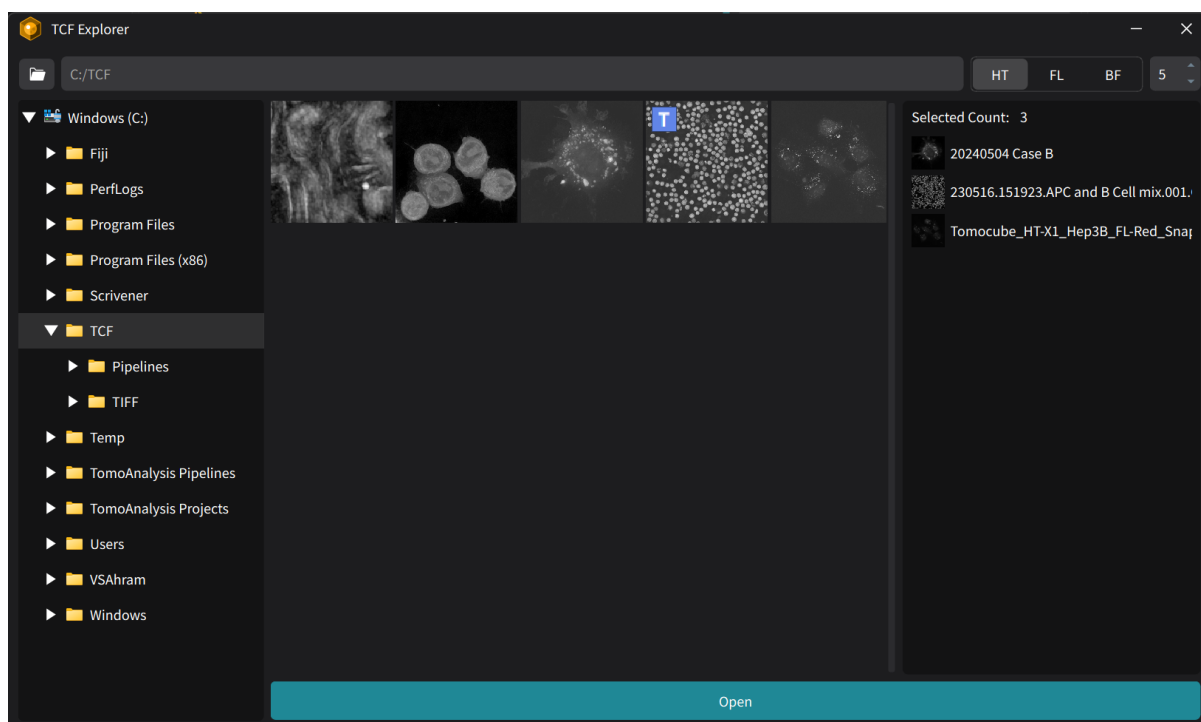 TCF Explorer
C:/TCF
HT
FL
BF
5
Windows (C:)
Fiji
PerfLogs
Program Files
Program Files (x86)
Scrivener
TCF
Pipelines
TIFF
Temp
TomoAnalysis Pipelines
TomoAnalysis Projects
Users
VSAhram
Windows
T
Selected Count: 3
20240504 Case B
230516.151923.APC and B Cell mix.001.
Tomocube_HT-X1_Hep3B_FL-Red_Snap
Open